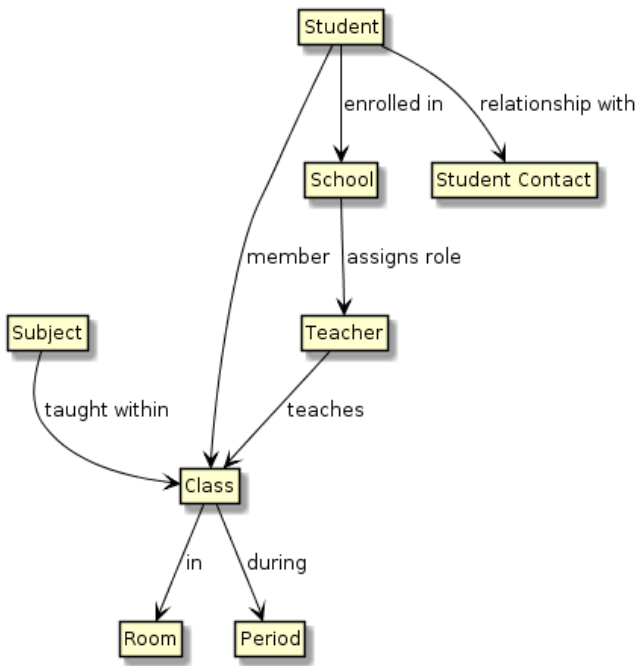 Student
enrolled in
relationship with
School
Student Contact
member
assigns role
Subject
Teacher
taught within
teaches
Class
in
during
Room
Period